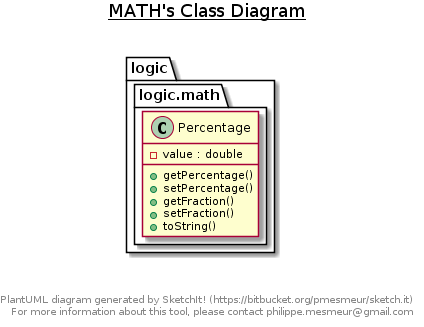 MATH's Class Diagram
logic
logic.math
C Percentage
value : double
getPercentage()
setPercentage()
getFraction()
setFraction()
toString()
PlantUML diagram generated by SketchIt! (https://bitbucket.org/pmesmeur/sketch.it)
For more information about this tool, please contact philippe.mesmeur@gmail.com